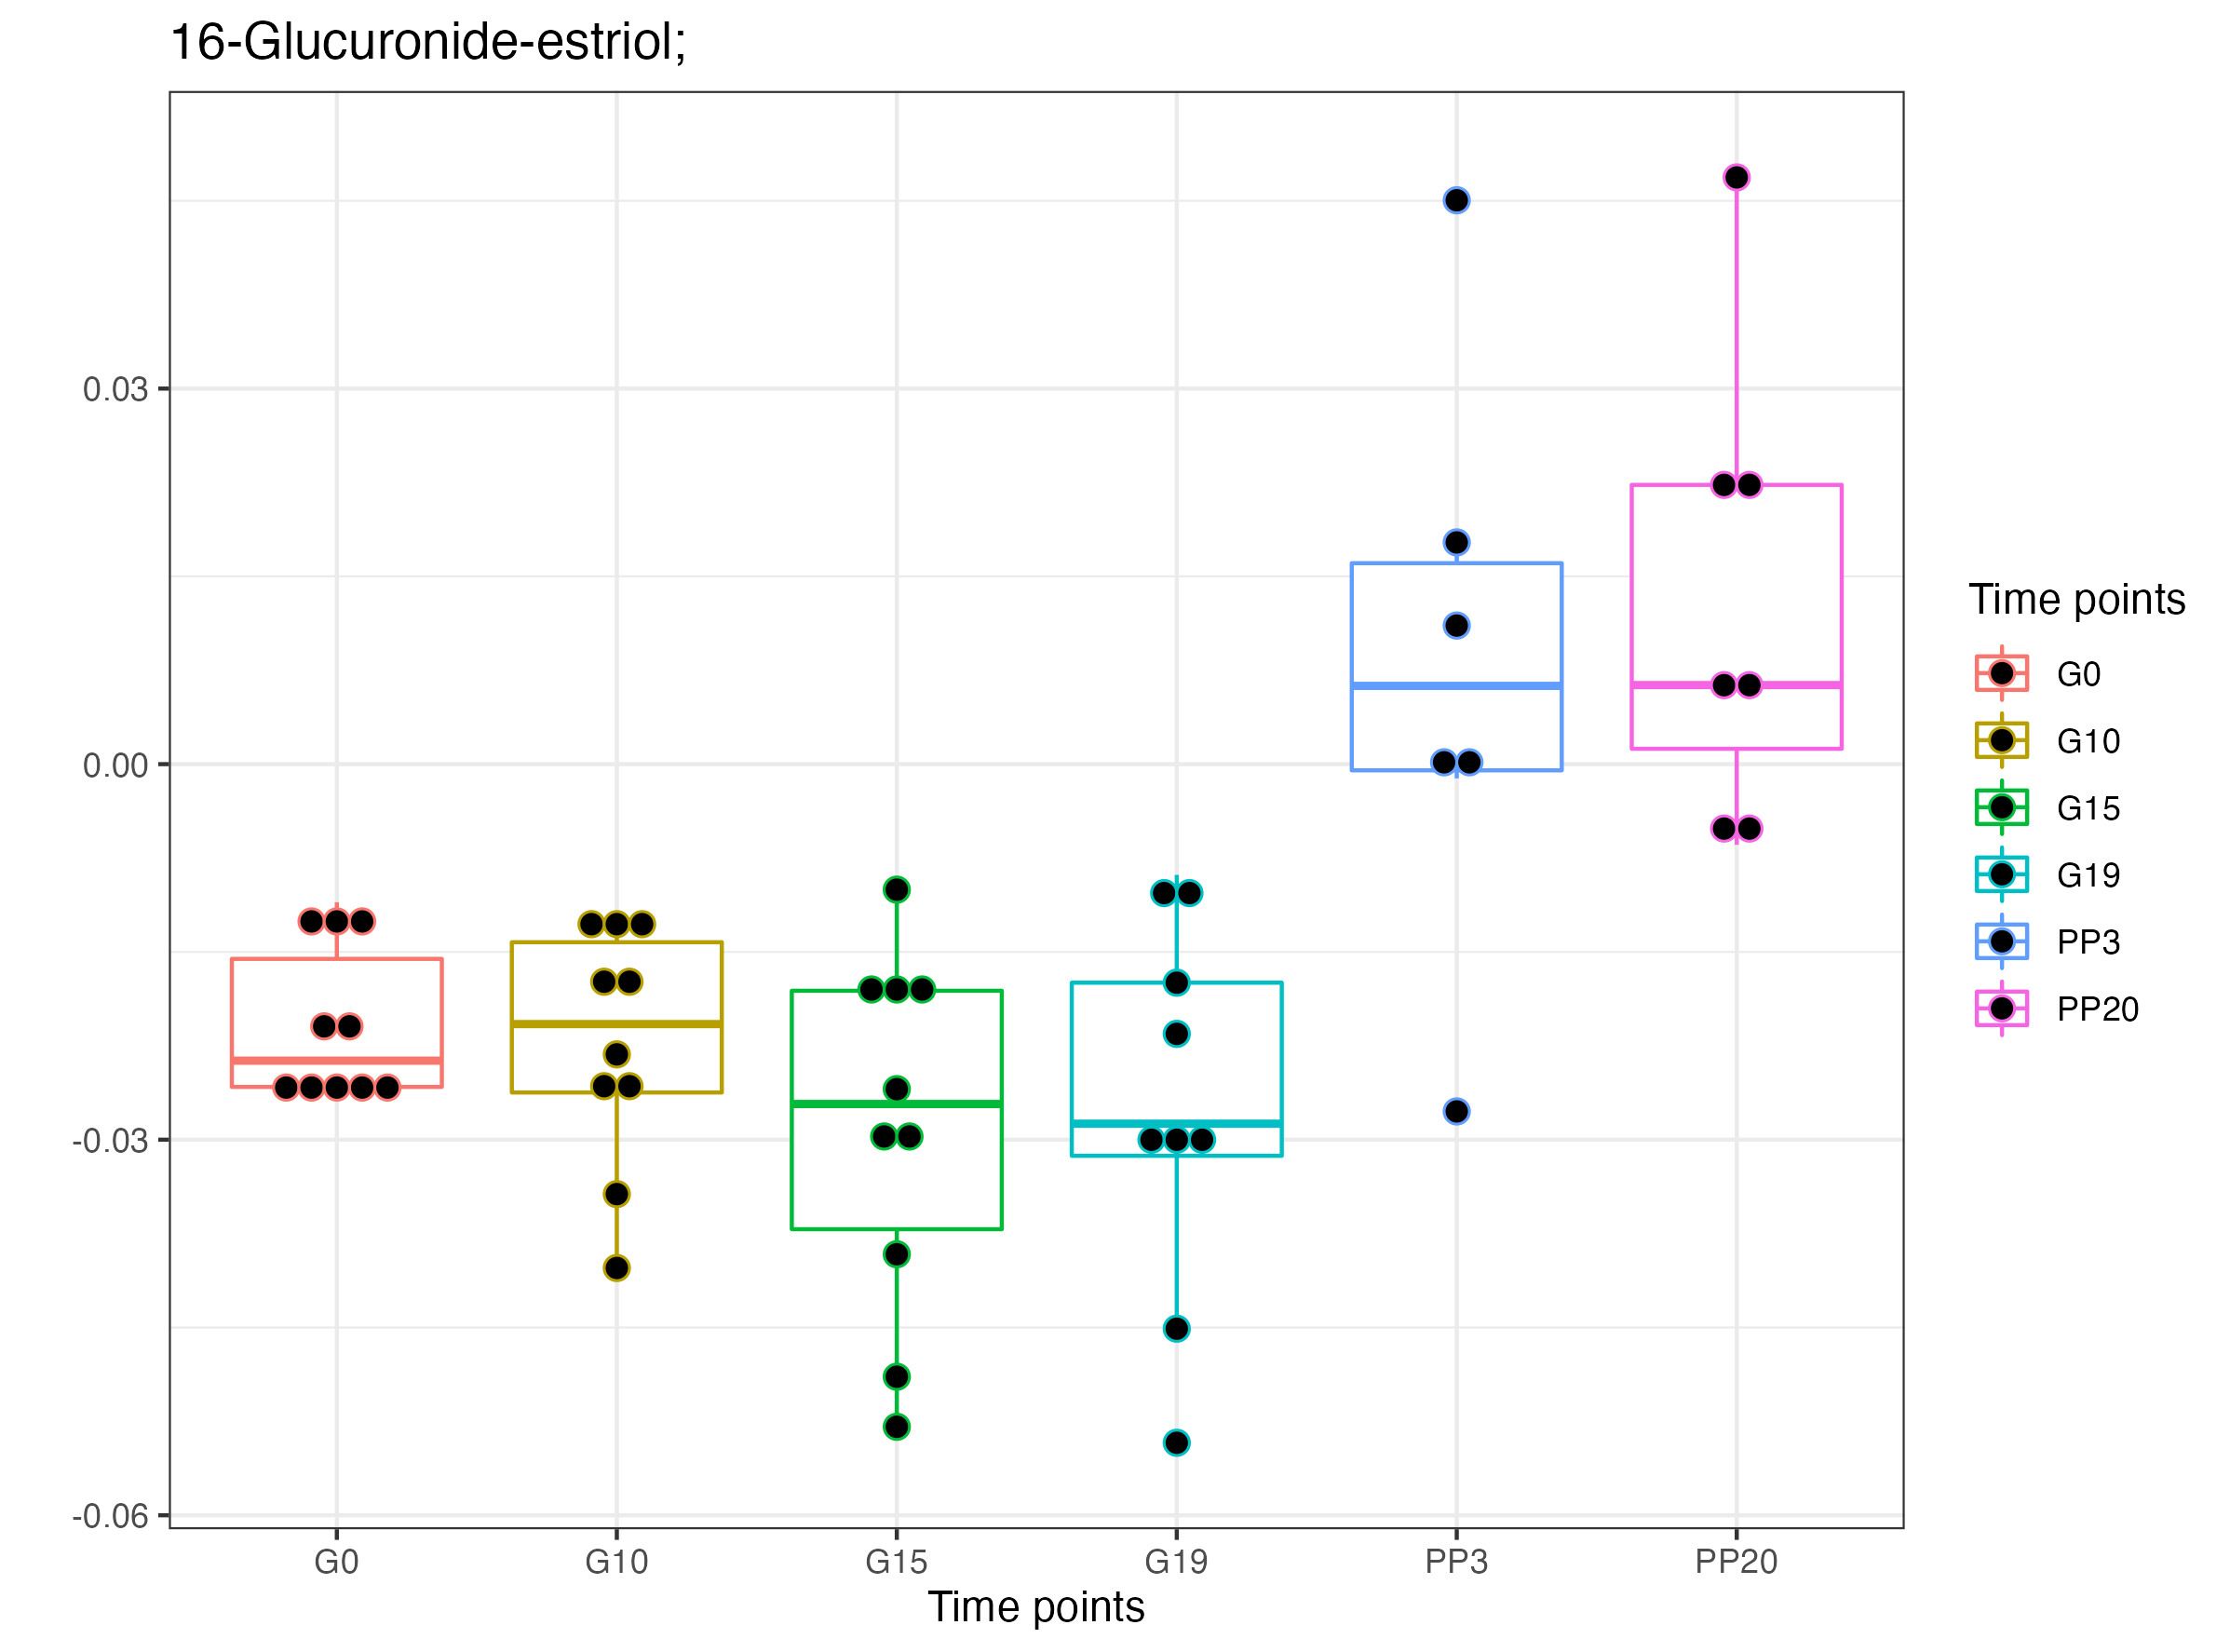 16-Glucuronide-estriol;
0.03
0.00
-0.03
-0.06
G0 G10 G15 G19 PP3 PP20
Time points
Time points
G0
G10
G15
G19
PP3
PP20